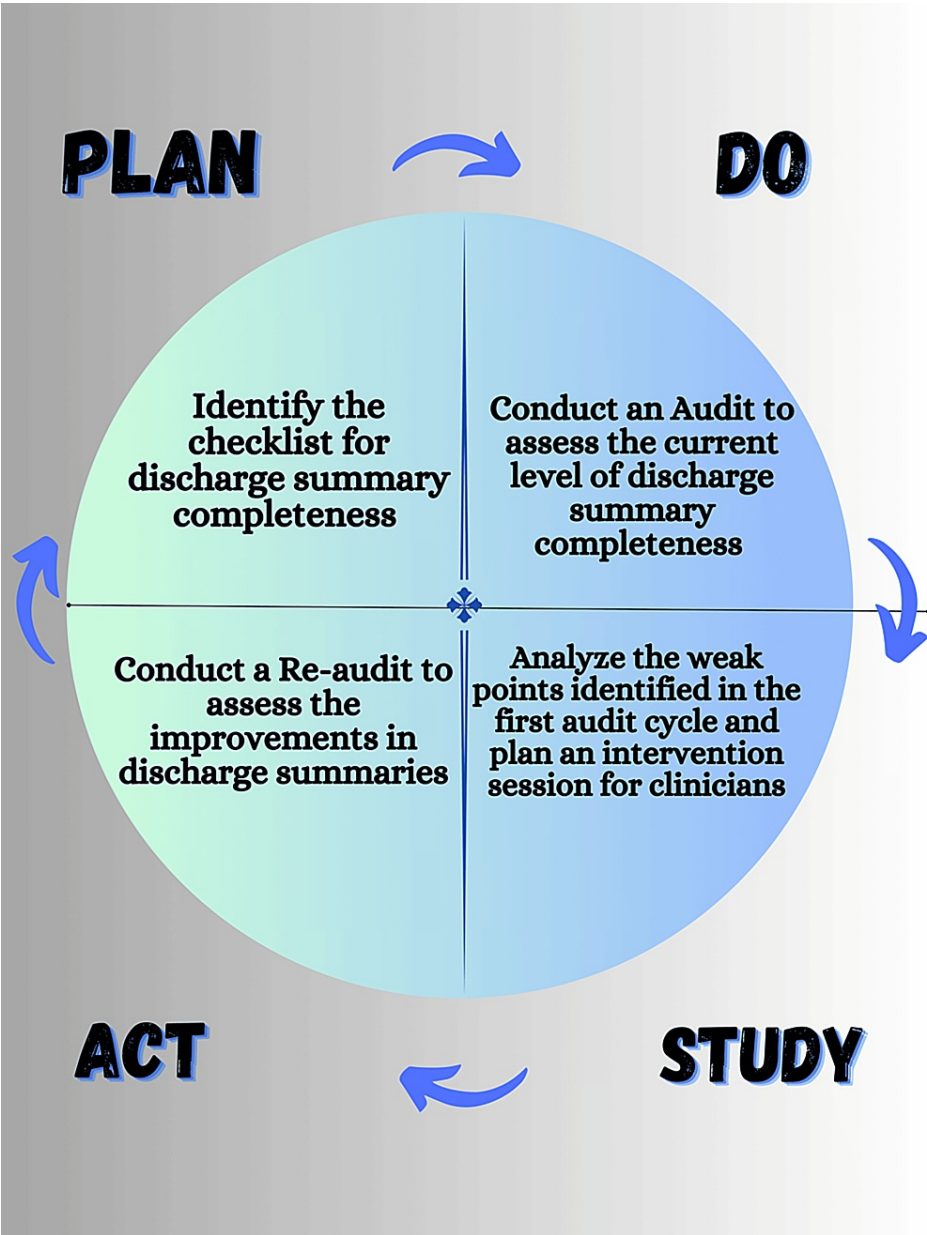 PLAN
DO
Identify the
checklist for
discharge summary
completeness
Conduct an Audit to
assess the current
level of discharge
summary
completeness
Conduct a Re-audit to
assess the
improvements in
discharge summaries
Analyze the weak
points identified in the
first audit cycle and
plan an intervention
session for clinicians
ACT
STUDY